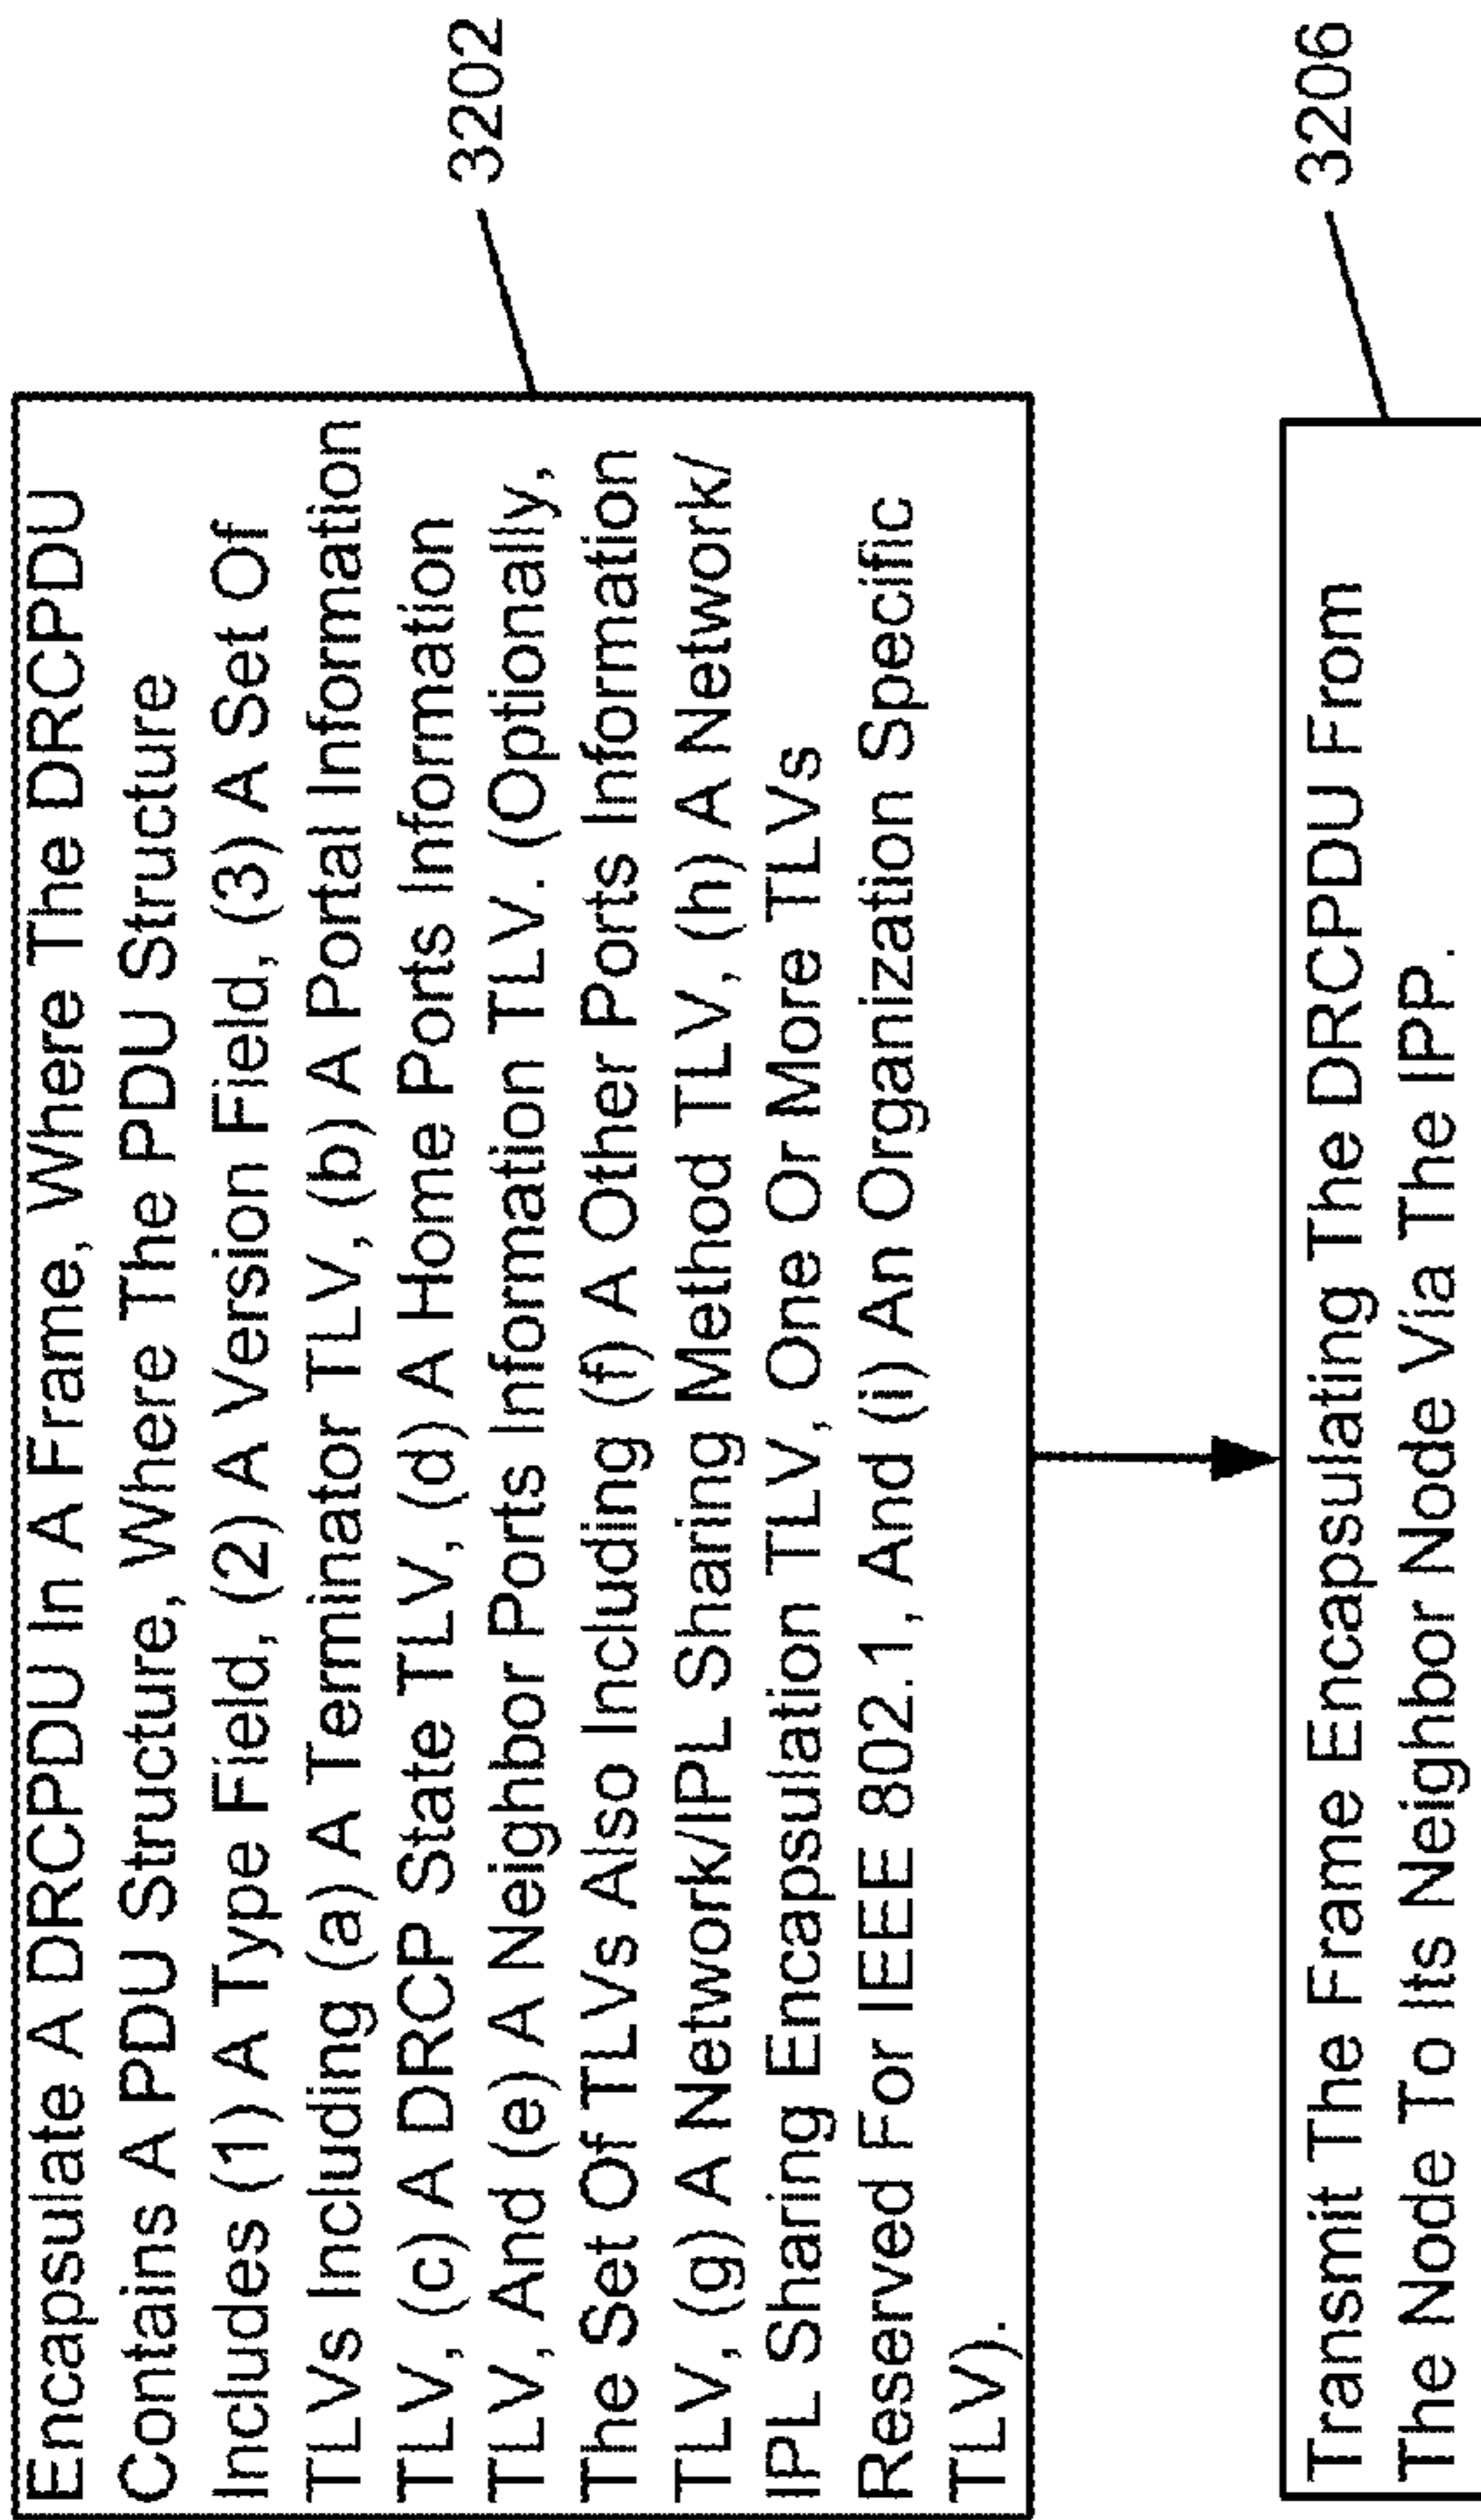 Encapsulate A DRCPDU In A Frame, Where The DRCPDU
Contains A PDU Structure, Where The PDU Structure
Includes (1) A Type Field, (2) A Version Field, (3) A Set Of
TLVs Including (a) A Terminator TLV, (b) A Portal Information
TLV, (c) A DRCP State TLV, (d) A Home Ports Information
TLV, And (e) A Neighbor Ports Information TLV. (Optionally,
The Set Of TLVs Also Including (f) A Other Ports Information
TLV, (g) A Network/IPL Sharing Method TLV, (h) A Network/
IPL Sharing Encapsulation TLV, One Or More TLVs
Reserved For IEEE 802.1, And (i) An Organization Specific
TLV).
3202
Transmit The Frame Encapsulating The DRCPDU From
The Node To Its Neighbor Node Via The IPP.
3206